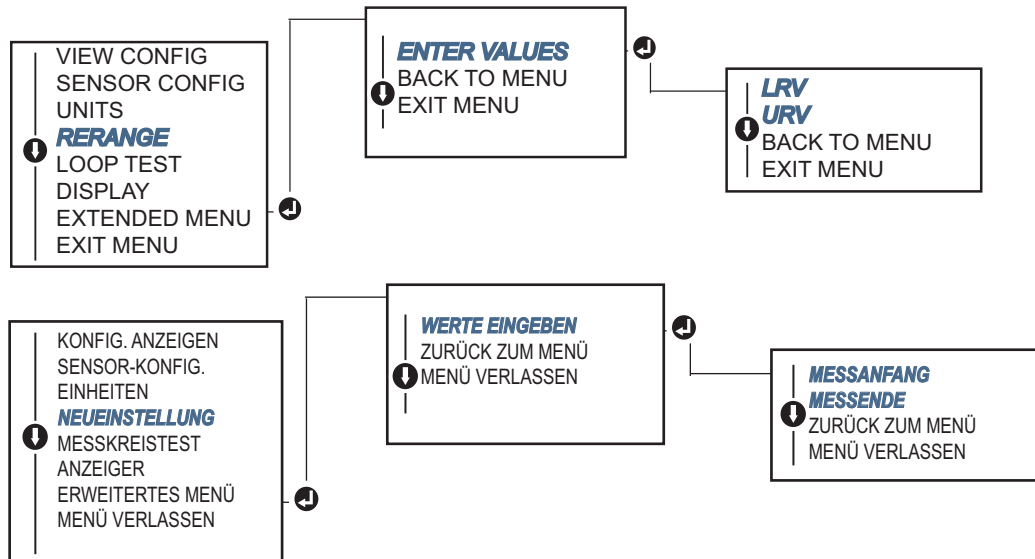 VIEW CONFIG
SENSOR CONFIG
UNITS
RERANGE
LOOP TEST
DISPLAY
EXTENDED MENU
EXIT MENU
ENTER VALUES
BACK TO MENU
EXIT MENU
LRV
URV
BACK TO MENU
EXIT MENU
KONFIG. ANZEIGEN
SENSOR-KONFIG.
EINHEITEN
NEUEINSTELLUNG
MESSKREISTEST
ANZEIGER
ERWEITERTES MENÜ
MENÜ VERLASSEN
WERTE EINGEBEN
ZURÜCK ZUM MENÜ
MENÜ VERLASSEN
MESSANFANG
MESSENDE
ZURÜCK ZUM MENÜ
MENÜ VERLASSEN